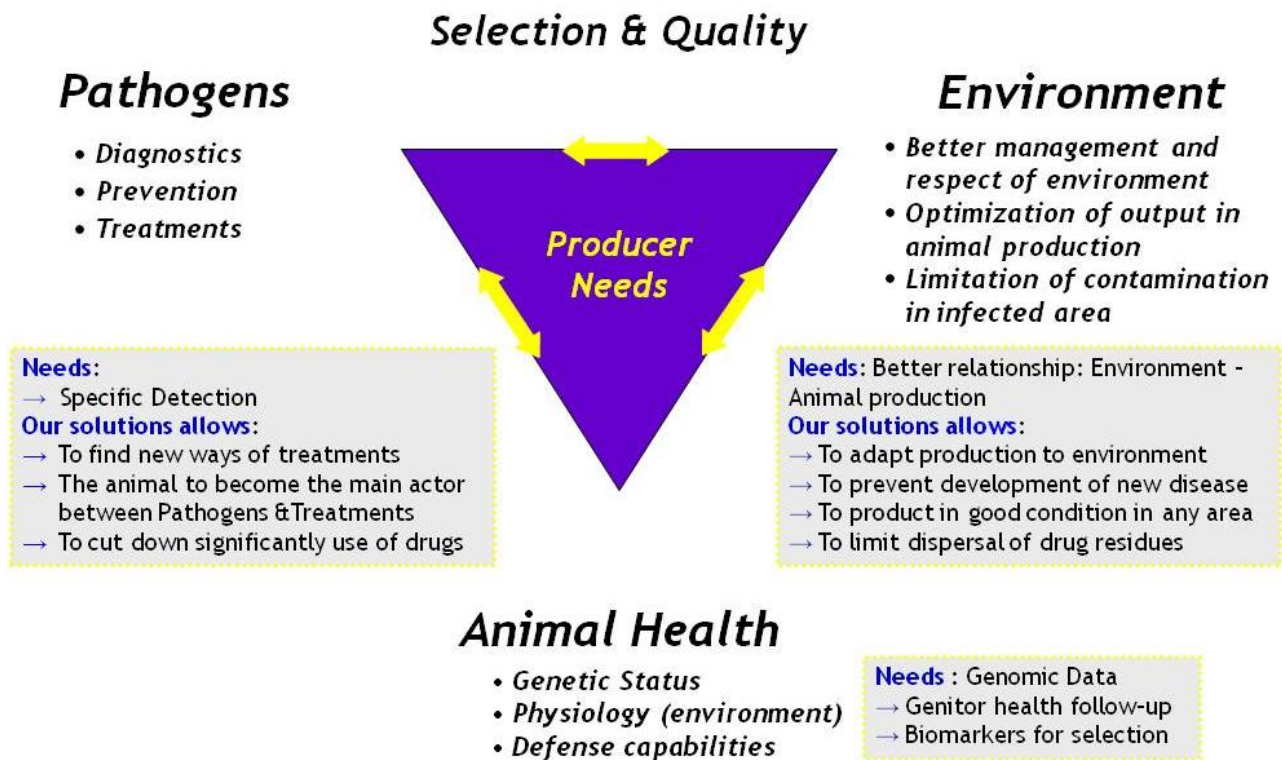 Selection & Quality
Pathogens
• Diagnostics
• Prevention
• Treatments
Environment
• Better management and
respect of environment
• Optimization of output in
animal production
• Limitation of contamination
in infected area
Producer
Needs
Needs:
→ Specific Detection
Our solutions allows:
→ To find new ways of treatments
→ The animal to become the main actor
between Pathogens &Treatments
→ To cut down significantly use of drugs
Needs: Better relationship: Environment -
Animal production
Our solutions allows:
→ To adapt production to environment
→ To prevent development of new disease
→ To product in good condition in any area
→ To limit dispersal of drug residues
Animal Health
• Genetic Status
• Physiology (environment)
• Defense capabilities
Needs : Genomic Data
→ Genitor health follow-up
→ Biomarkers for selection